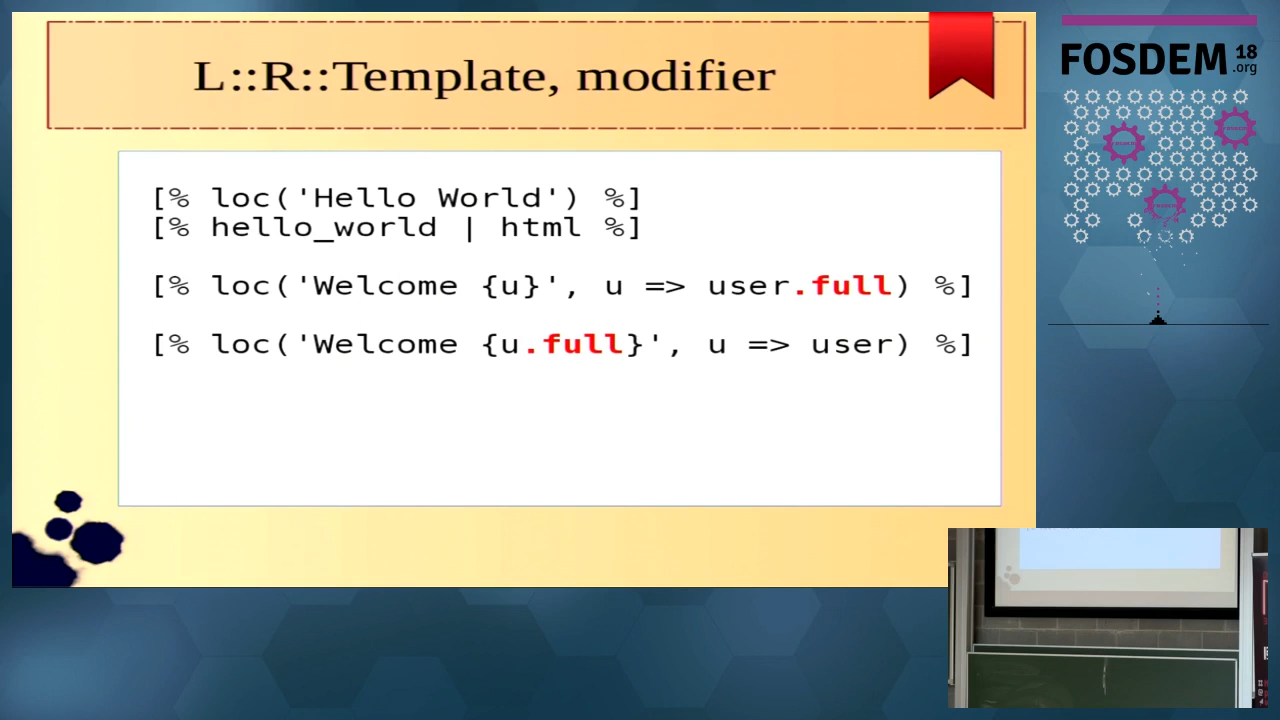 L::R::Template, modifier
[% loc('Hello World') %]
[% hello_world | html %]
[% loc('Welcome {u}', u => user.full) %]
[% loc('Welcome {u.full}', u => user) %]
FOSDEM 18
.org